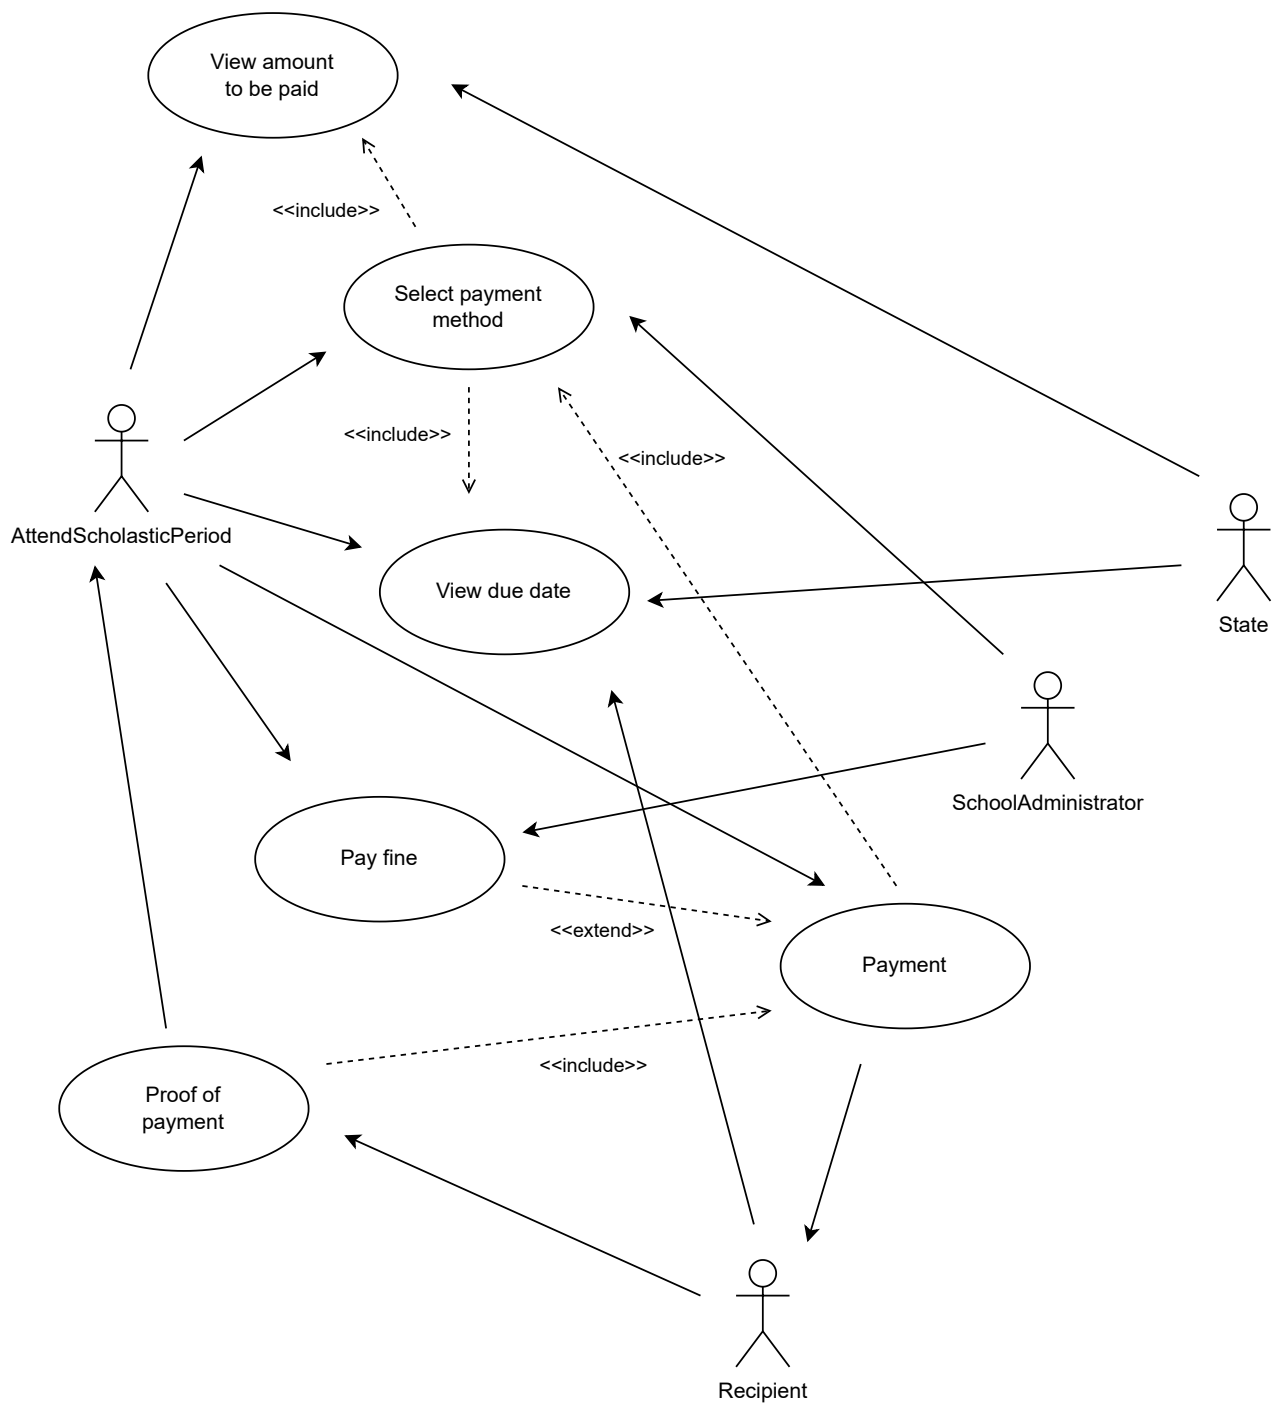 View amount
to be paid
<<include>>
Select payment
method
<<include>>
<<include>>
AttendScholasticPeriod
View due date
State
SchoolAdministrator
Pay fine
<<extend>>
Payment
<<include>>
Proof of
payment
Recipient